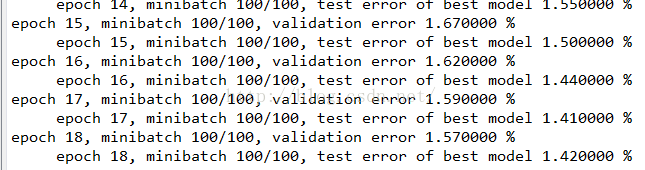 epoch 14, minibatch 100/100, test error of best model 1.550000 %
epoch 15, minibatch 100/100, validation error 1.670000 %
epoch 15, minibatch 100/100, test error of best model 1.500000 %
epoch 16, minibatch 100/100, validation error 1.620000 %
epoch 16, minibatch 100/100, test error of best model 1.440000 %
epoch 17, minibatch 100/100, validation error 1.590000 %
epoch 17, minibatch 100/100, test error of best model 1.410000 %
epoch 18, minibatch 100/100, validation error 1.570000 %
epoch 18, minibatch 100/100, test error of best model 1.420000 %